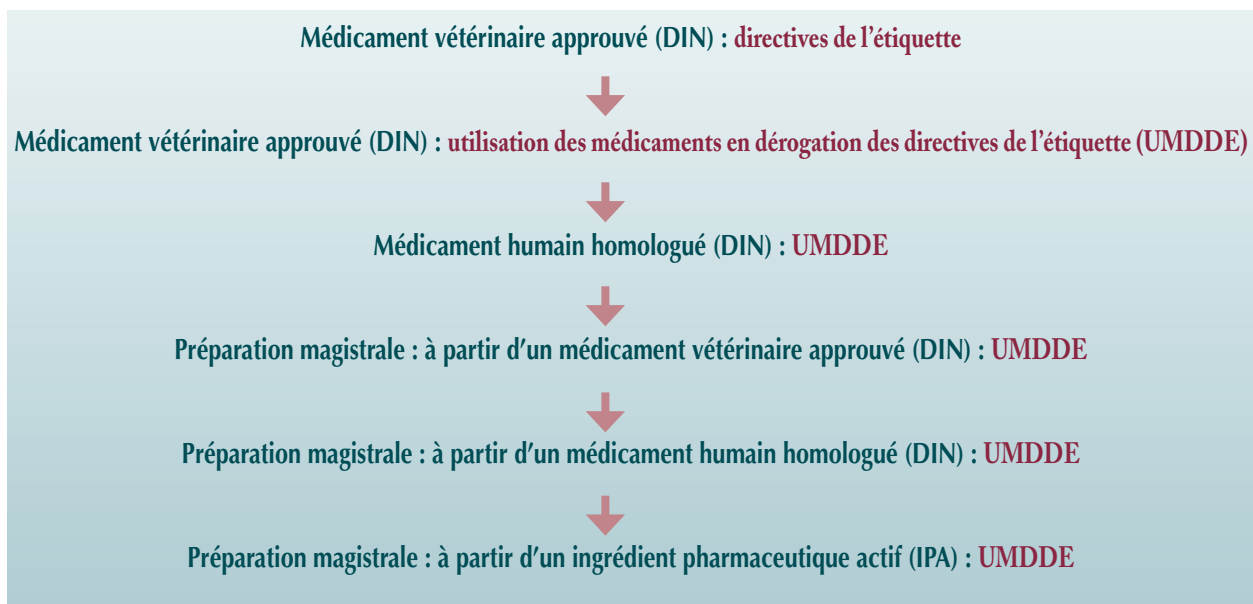 Médicament vétérinaire approuvé (DIN) : directives de l’étiquette
Médicament vétérinaire approuvé (DIN) : utilisation des médicaments en dérogation des directives de l’étiquette (UMDDE)
Médicament humain homologué (DIN) : UMDDE
Préparation magistrale : à partir d’un médicament vétérinaire approuvé (DIN) : UMDDE
Préparation magistrale : à partir d’un médicament humain homologué (DIN) : UMDDE
Préparation magistrale : à partir d’un ingrédient pharmaceutique actif (IPA) : UMDDE